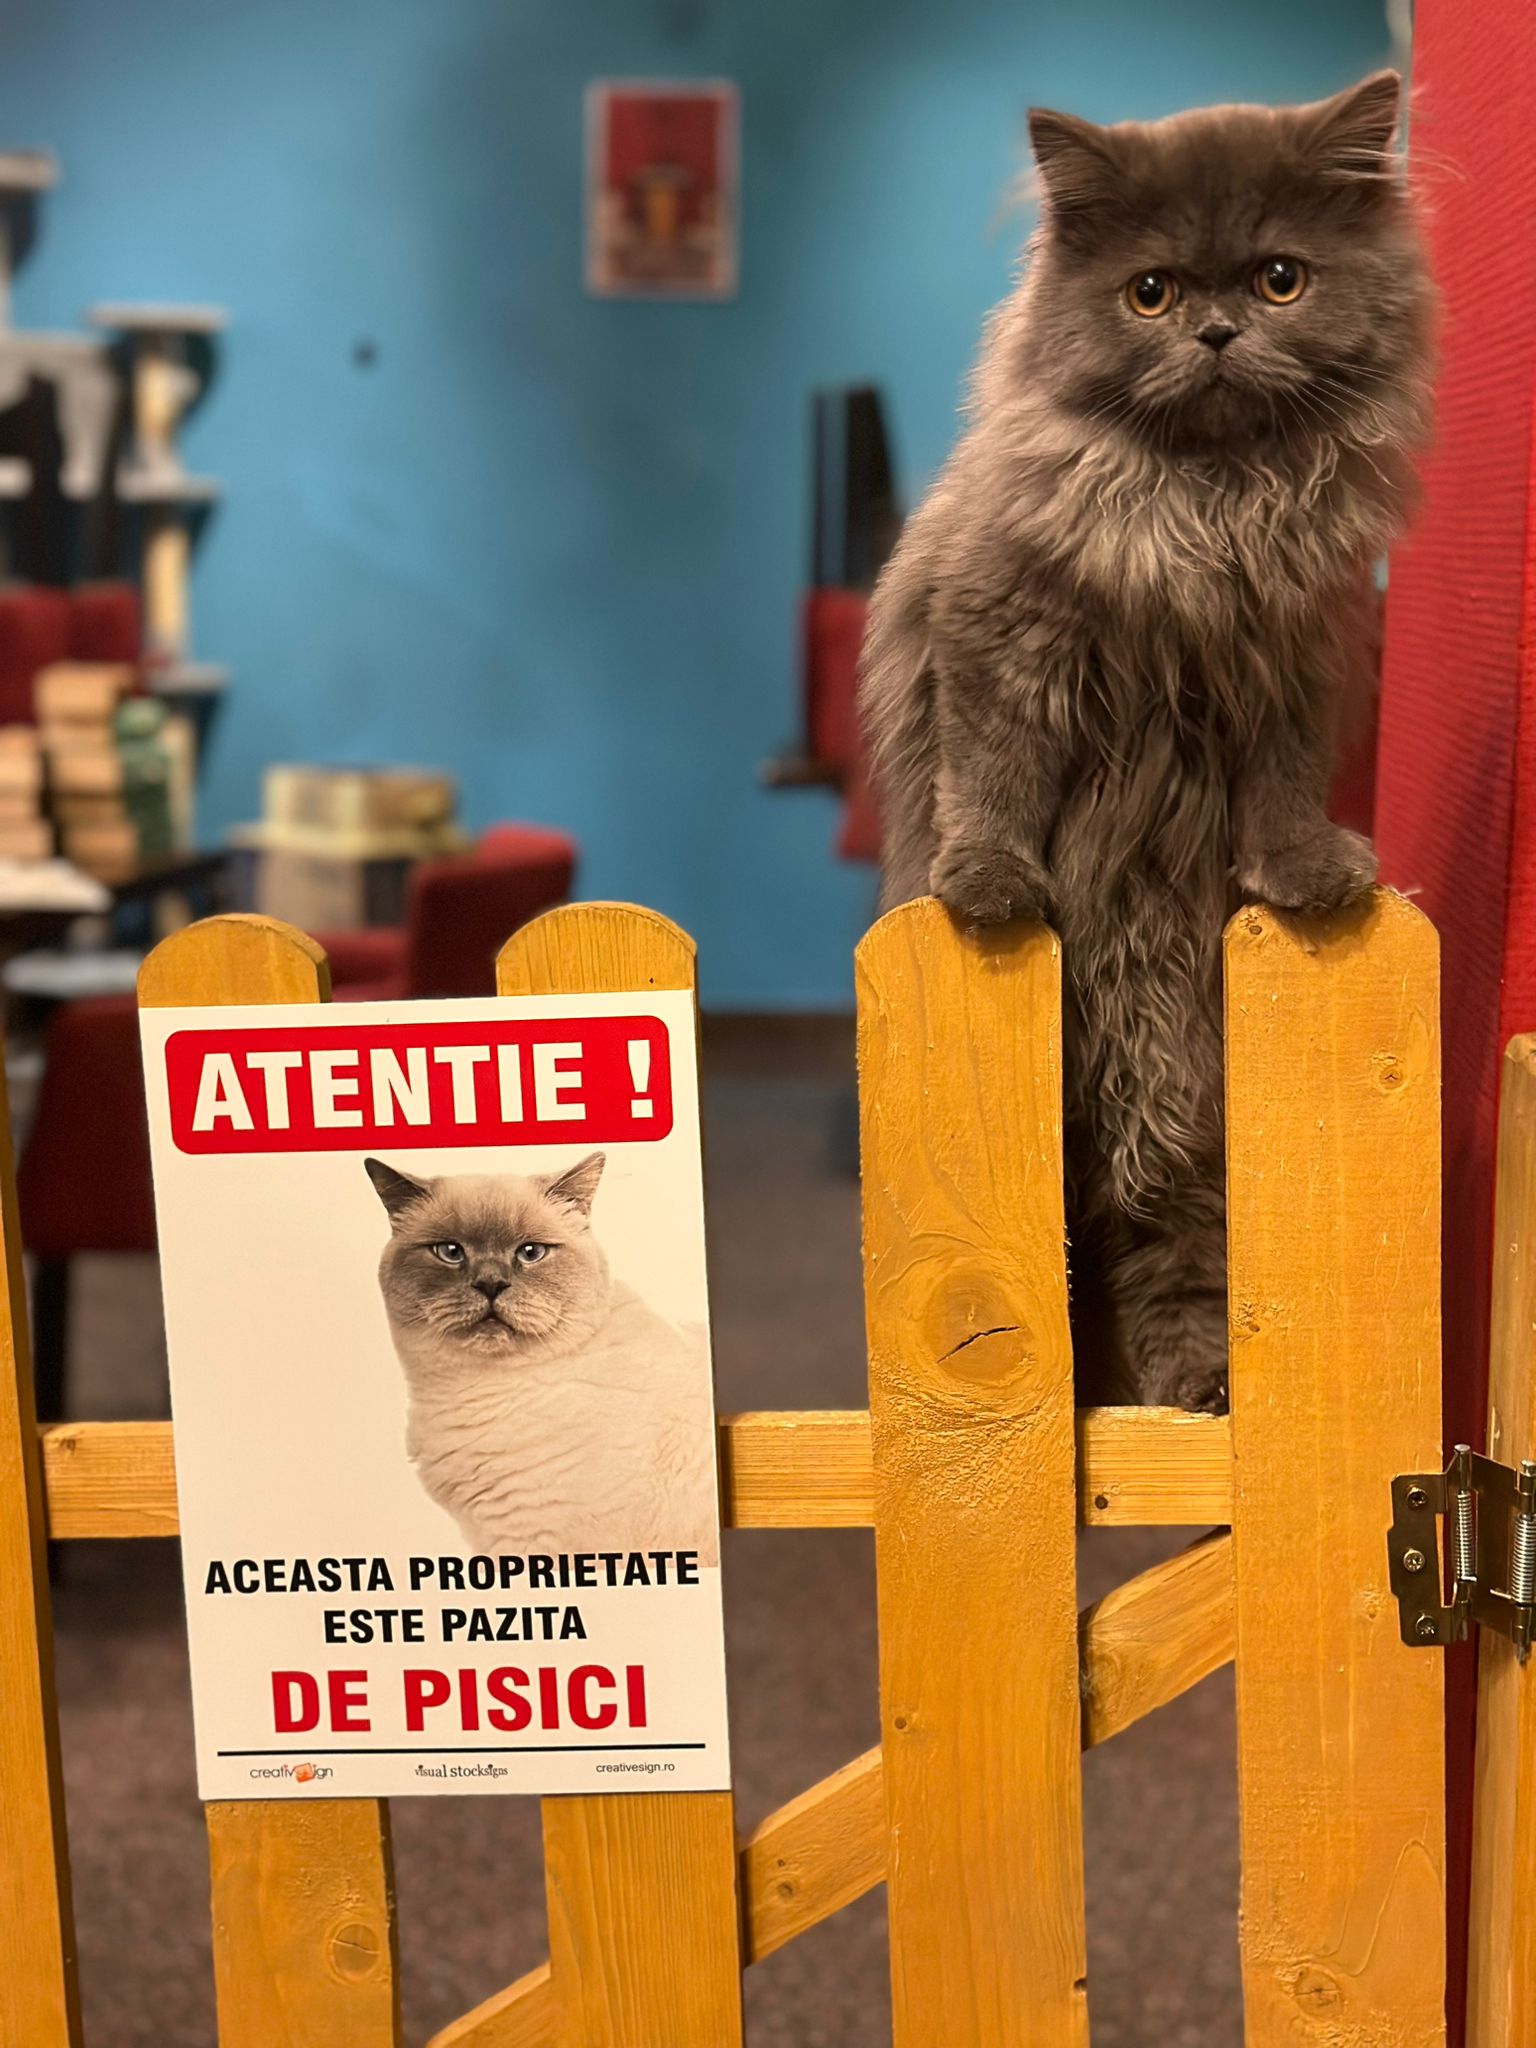 ATENTIE !
ACEASTA PROPRIETATE
ESTE PAZITA
DE PISICI
creativesign visual stocksigns creativesign.ro